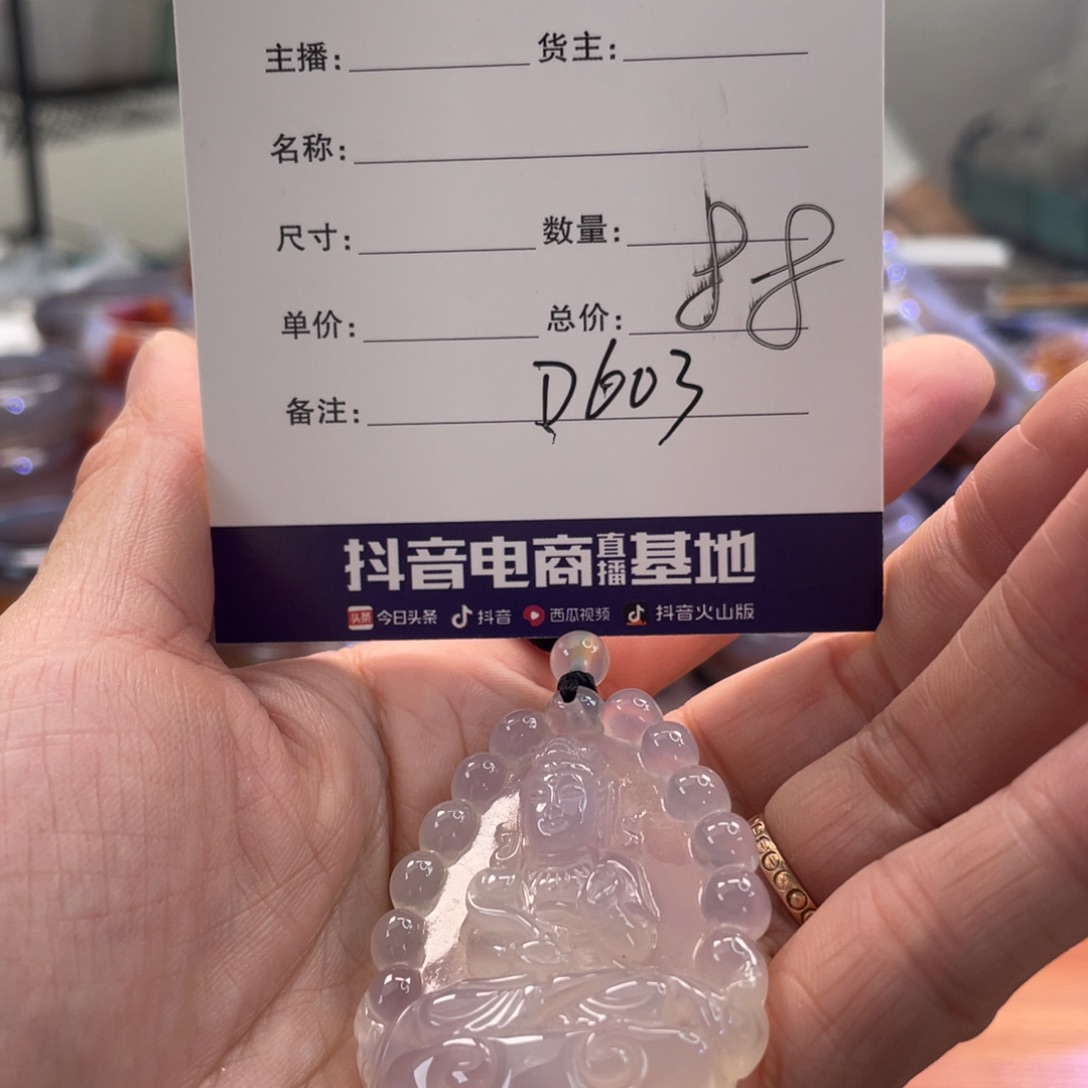 主播: 货主:
名称:
尺寸: 数量:
88
单价: 总价:
D603
备注:
抖音电商直播基地
头条 今日头条 抖音 西瓜视频 抖音火山版